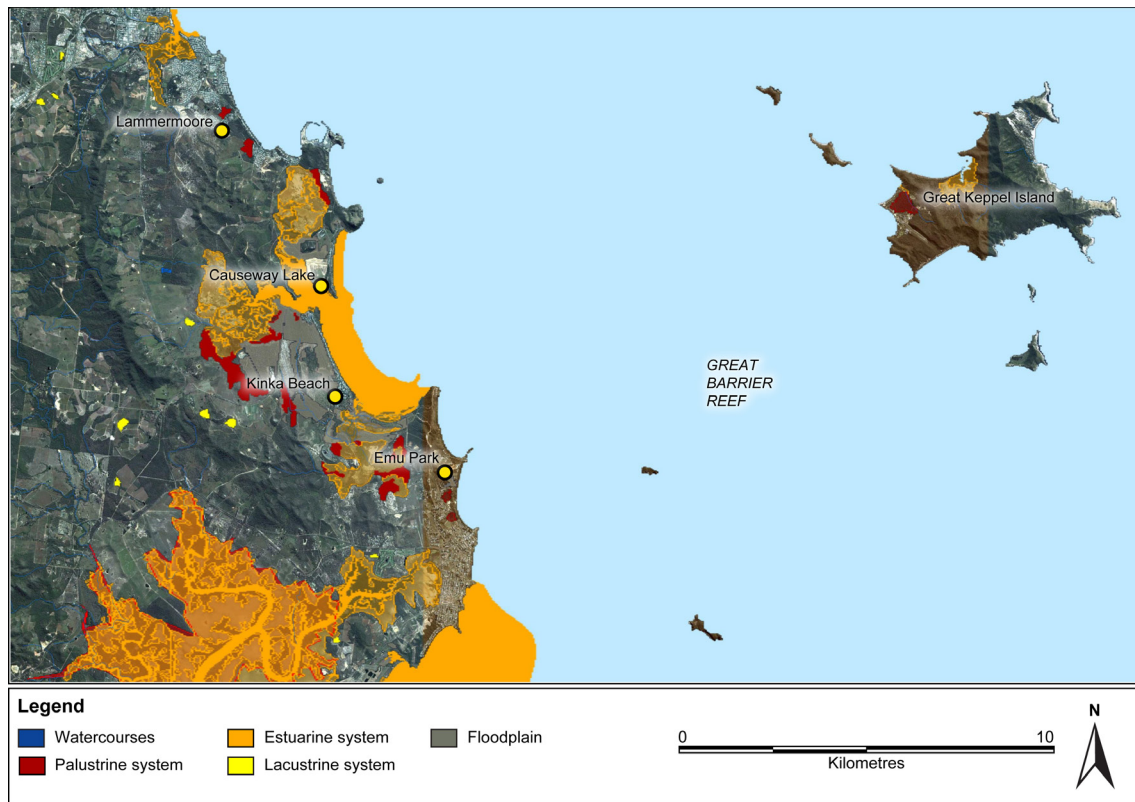 Lammermoore
Great Keppel Island
Causeway Lake
GREAT
BARRIER
REEF
Kinka Beach
Emu Park
Legend
Watercourses
Estuarine system
Floodplain
Palustrine system
Lacustrine system
0 10
Kilometres
N